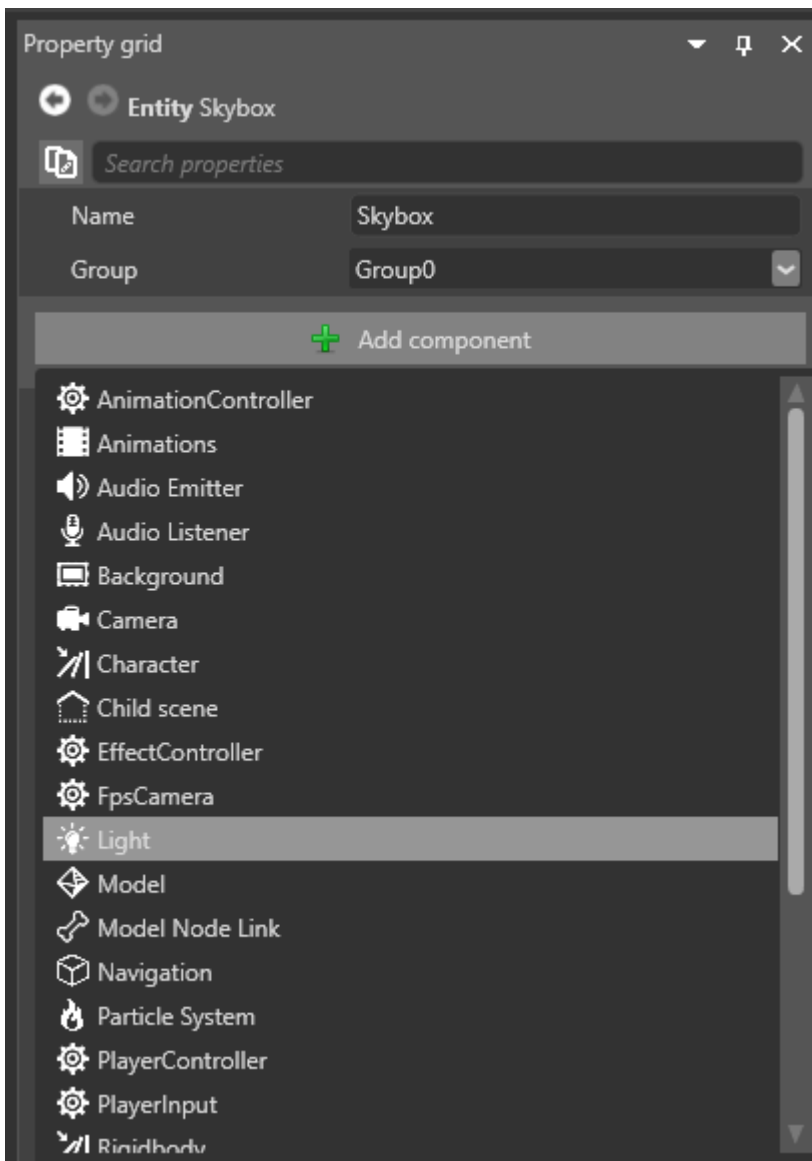 Property grid
Entity Skybox
Search properties
Name Skybox
Group Group0
Add component
AnimationController
Animations
Audio Emitter
Audio Listener
Background
Camera
Character
Child scene
EffectController
FpsCamera
Light
Model
Model Node Link
Navigation
Particle System
PlayerController
PlayerInput
Rigidbody